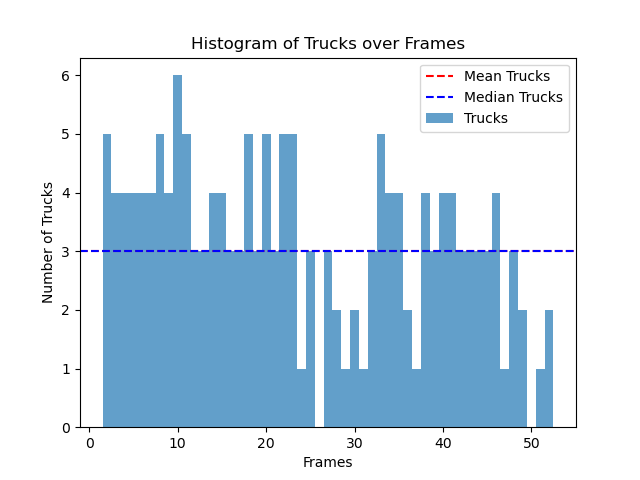 Histogram of Trucks over Frames
Mean Trucks
Median Trucks
Trucks
Number of Trucks
6
5
4
3
2
1
0
0 10 20 30 40 50
Frames